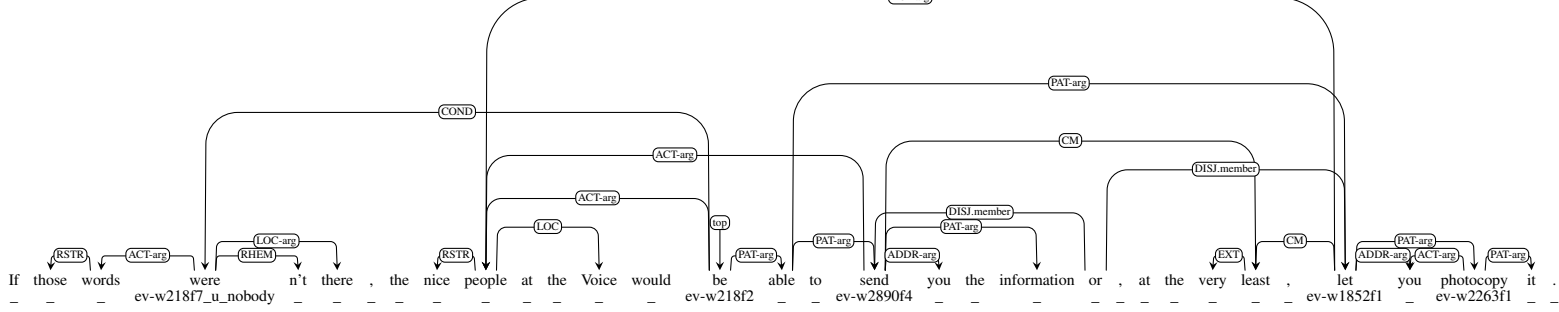 PAT-arg
COND
CM
ACT-arg
DISJ.member
ACT-arg
DISJ.member
top
LOC
PAT-arg
RSTR ACT-arg LOC-arg RHEM RSTR PAT-arg PAT-arg ADDR-arg EXT CM PAT-arg ADDR-arg ACT-arg PAT-arg
If those words were n't there , the nice people at the Voice would be able to send you the information or , at the very least , let you photocopy it .
_ _ _ ev-w218f7_u_nobody _ _ _ _ _ _ _ _ _ _ ev-w218f2 _ _ ev-w2890f4 _ _ _ _ _ _ _ _ _ _ ev-w1852f1 _ ev-w2263f1 _ _